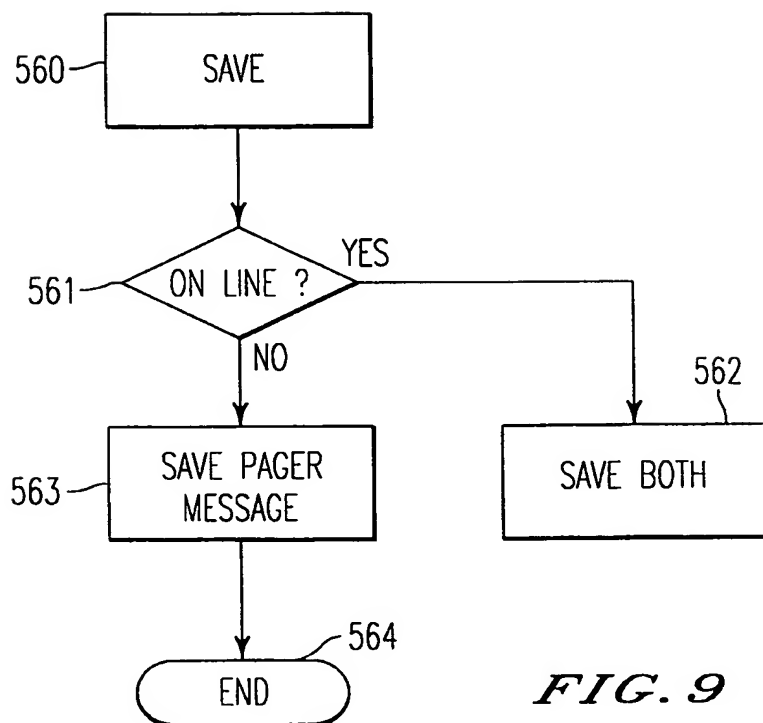 560
SAVE
561
ON LINE ?
YES
NO
562
SAVE BOTH
563
SAVE PAGER
MESSAGE
564
END
FIG. 9